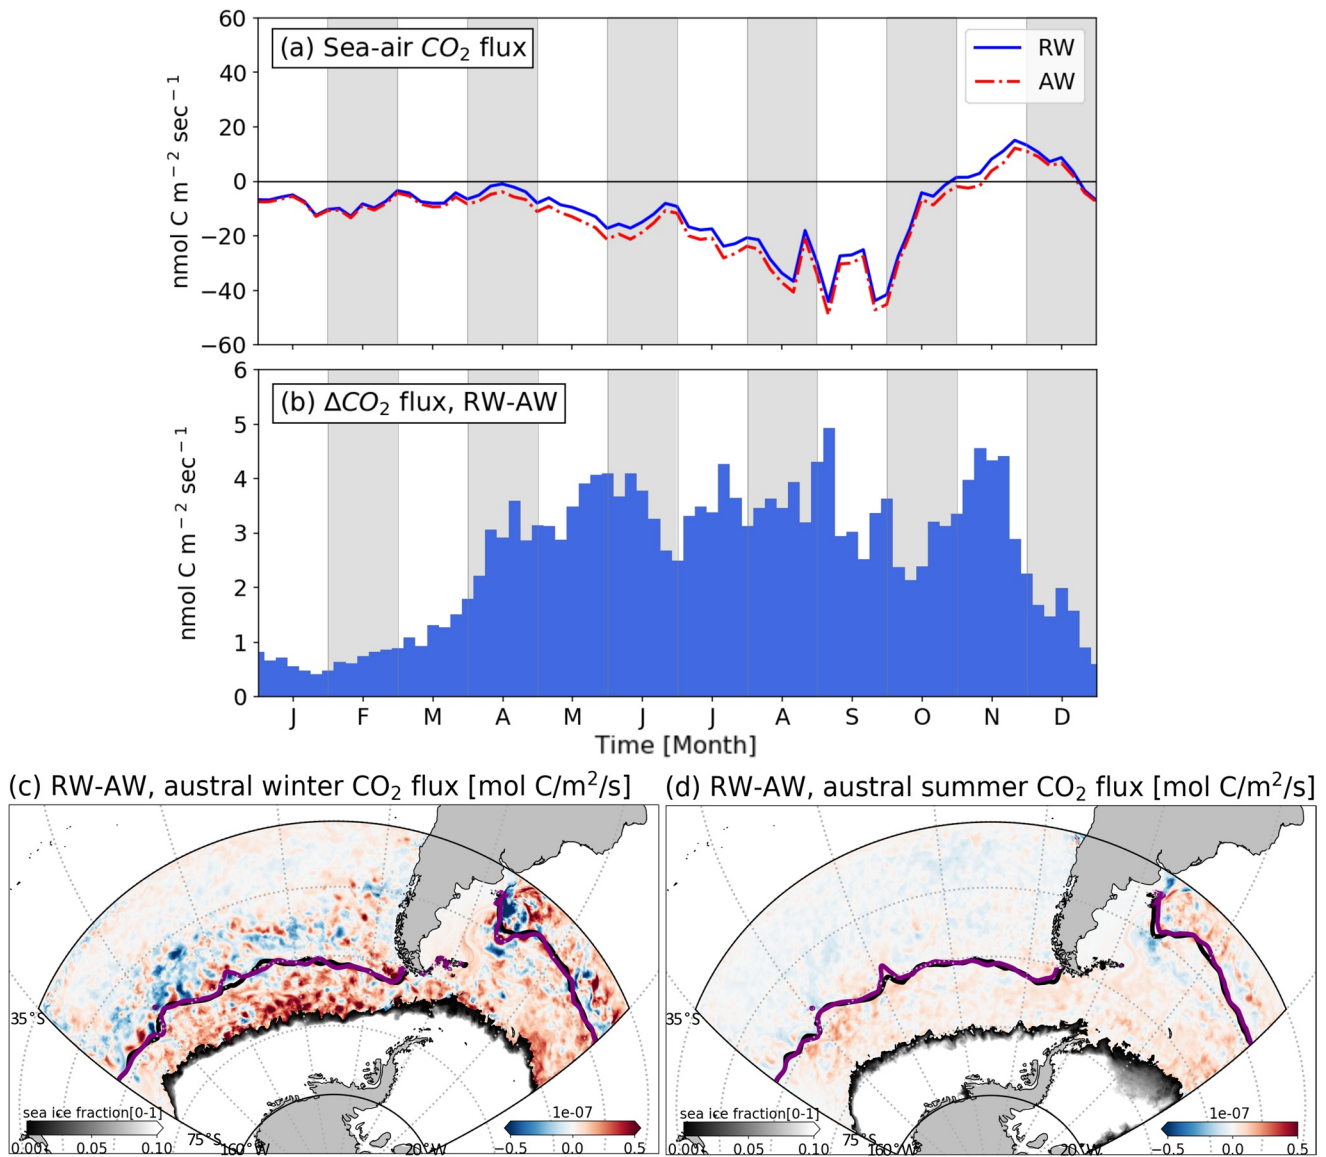 (a) Sea-air CO₂ flux
RW
AW
nmol C m⁻² sec⁻¹
60
40
20
0
−20
−40
−60
(b) ΔCO₂ flux, RW-AW
nmol C m⁻² sec⁻¹
6
5
4
3
2
1
0
J F M A M J J A S O N D
Time [Month]
(c) RW-AW, austral winter CO₂ flux [mol C/m²/s]
35°S
sea ice fraction[0-1]
0.001 0.05 0.10
75°S
160°W
20°W
1e-07
−0.5 0.0 0.5
(d) RW-AW, austral summer CO₂ flux [mol C/m²/s]
35°S
sea ice fraction[0-1]
0.001 0.05 0.10
75°S
160°W
20°W
1e-07
−0.5 0.0 0.5